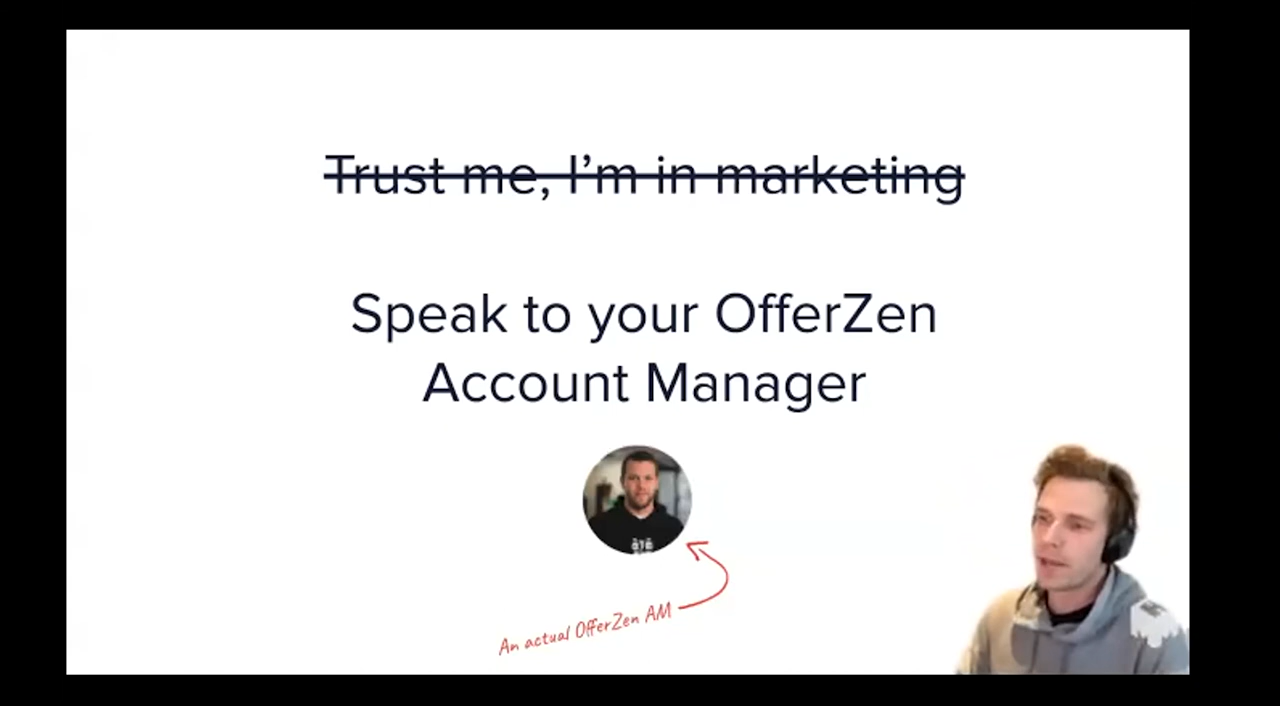 Trust me, I'm in marketing
Speak to your OfferZen
Account Manager
An actual OfferZen AM